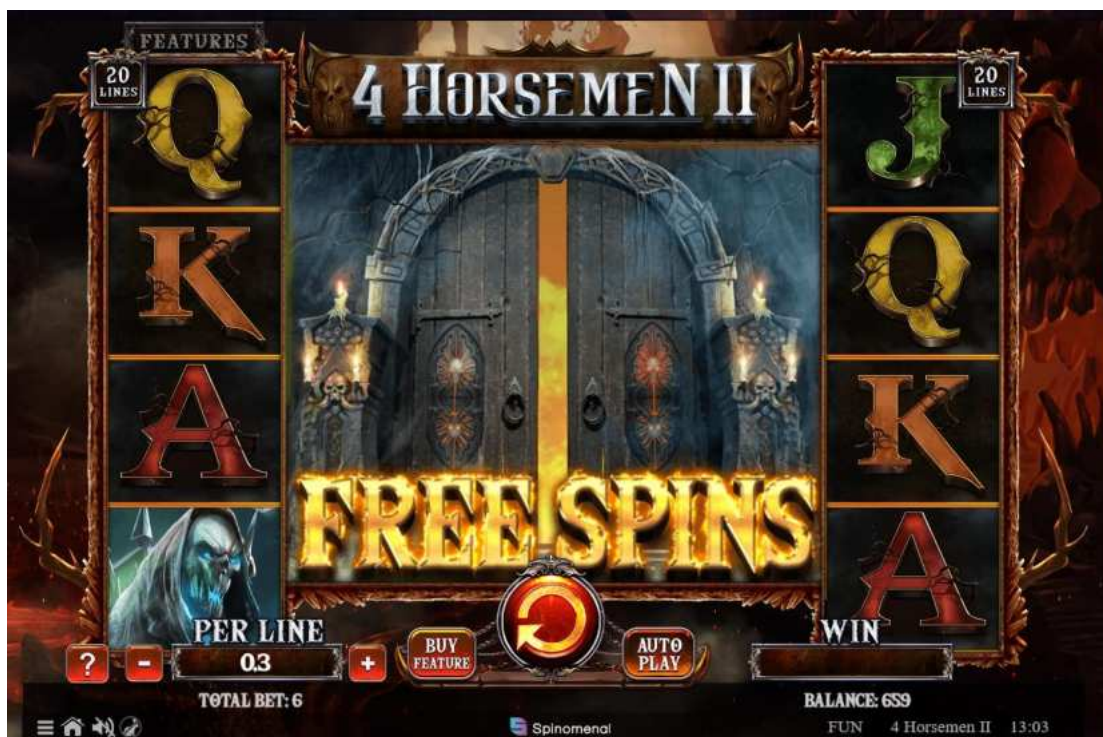 FEATURES
20
LINES
4 HORSEMEN II
20
LINES
Q
J
K
Q
A
K
FREE SPINS
A
PER LINE
0.3
?
-
+
BUY
FEATURE
AUTO
PLAY
WIN
TOTAL BET: 6
BALANCE: 659
Spinomenal
FUN
4 Horsemen II
13:03